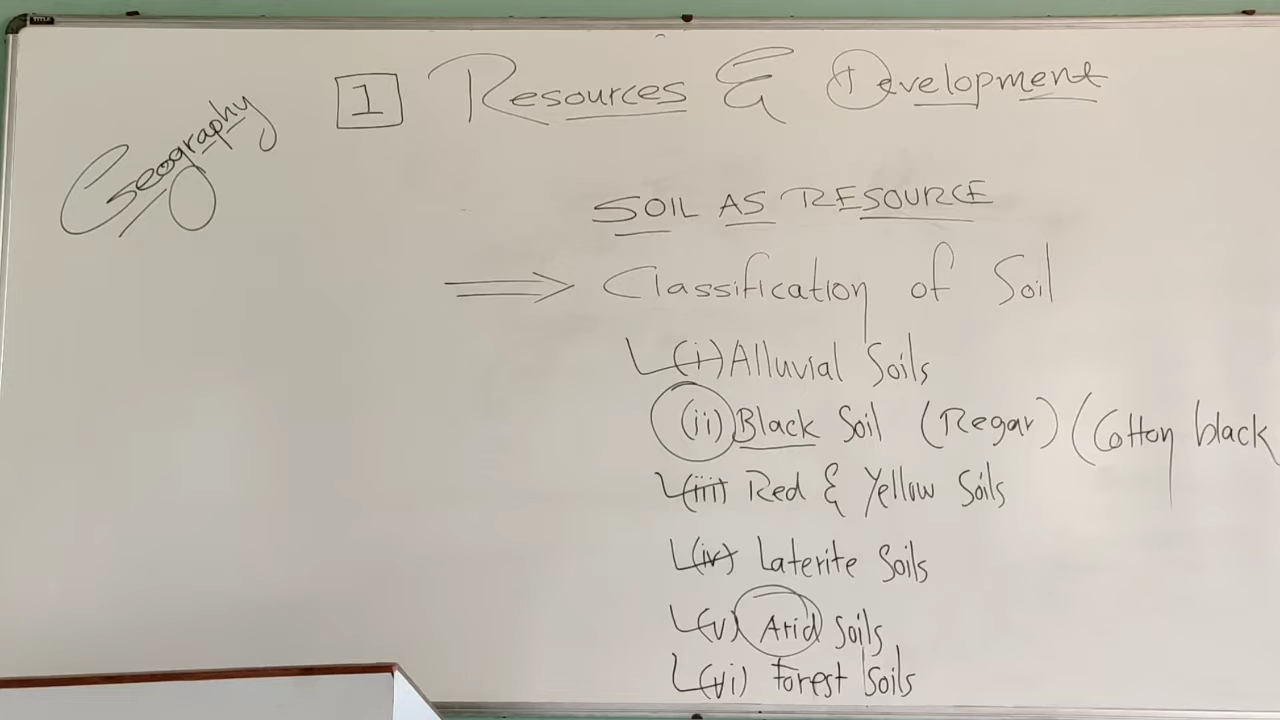 Geography
1 Resources & Development
SOIL AS RESOURCE
⇒ Classification of Soil
(i) Alluvial Soils
(ii) Black Soil (Regar) (Cotton black
(iii) Red & Yellow Soils
(iv) Laterite Soils
(v) Arid Soils
(vi) Forest Soils